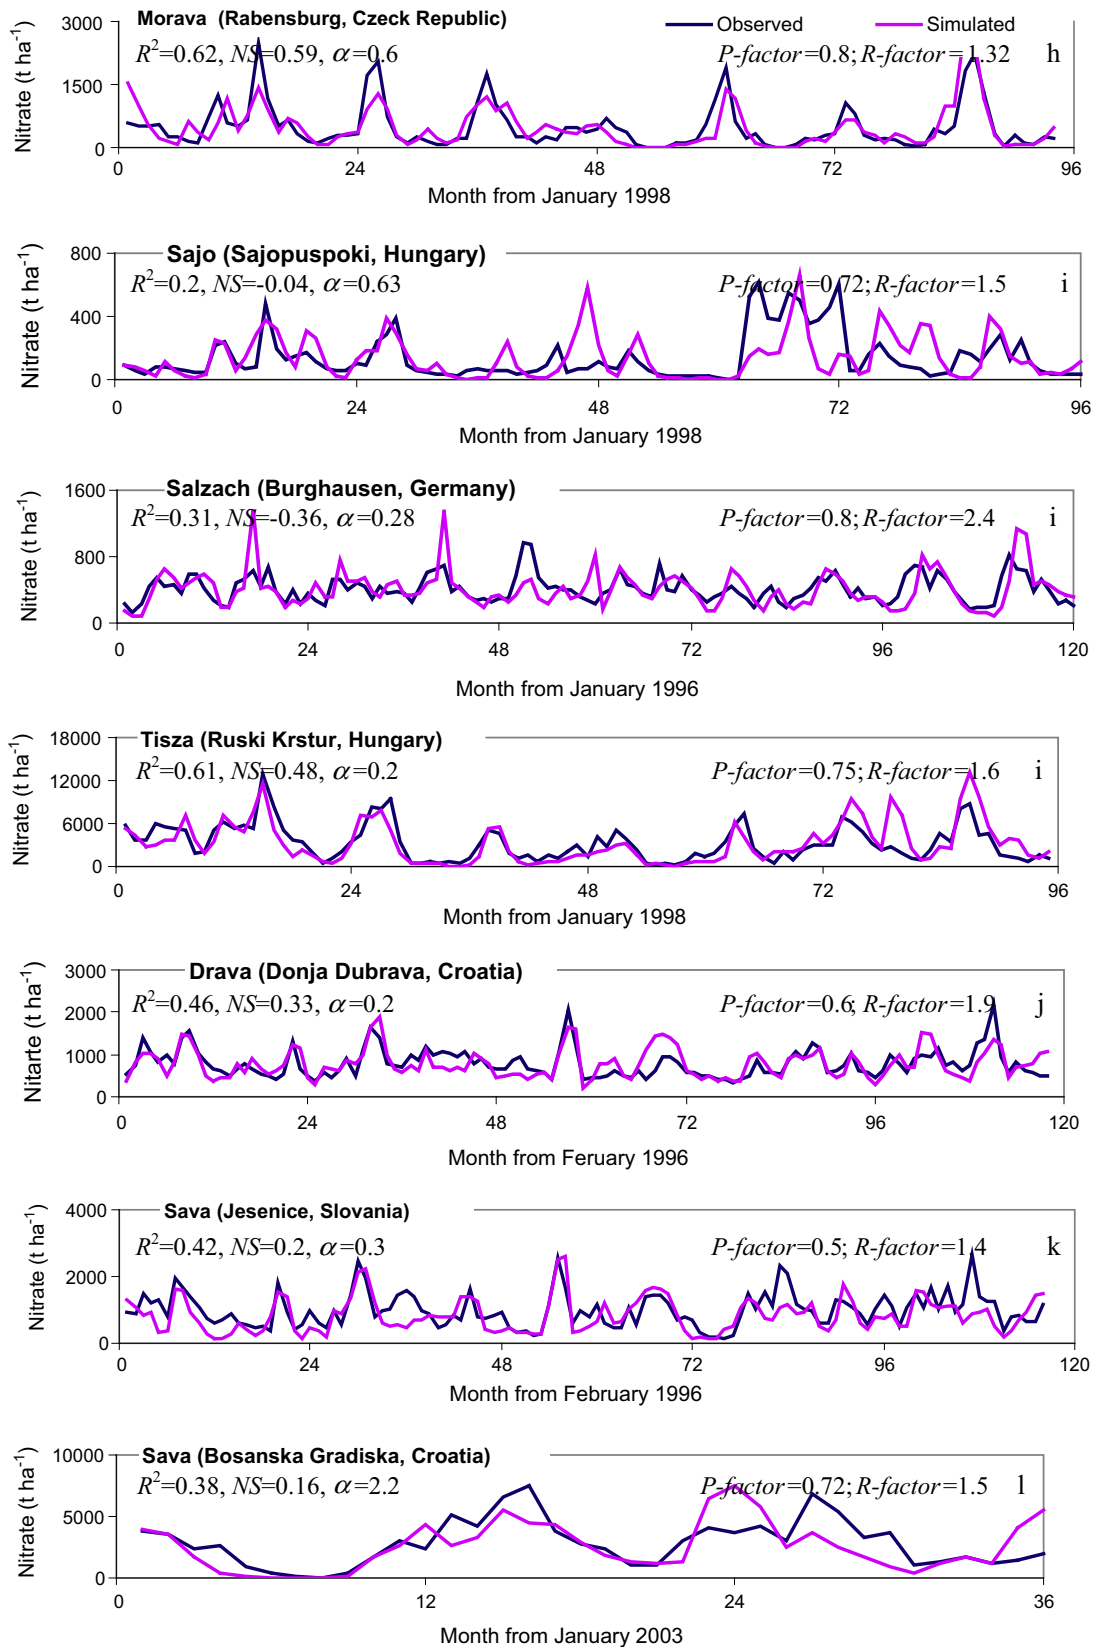 Morava (Rabensburg, Czeck Republic)
Observed Simulated
R²=0.62, NS=0.59, α=0.6 P-factor=0.8; R-factor=1.32 h
Nitrate (t ha⁻¹)
3000
1500
0
0 24 48 72 96
Month from January 1998
Sajo (Sajopuspoki, Hungary)
R²=0.2, NS=-0.04, α=0.63 P-factor=0.72; R-factor=1.5 i
Nitrate (t ha⁻¹)
800
400
0
0 24 48 72 96
Month from January 1998
Salzach (Burghausen, Germany)
R²=0.31, NS=-0.36, α=0.28 P-factor=0.8; R-factor=2.4 i
Nitrate (t ha⁻¹)
1600
800
0
0 24 48 72 96 120
Month from January 1996
Tisza (Ruski Krstur, Hungary)
R²=0.61, NS=0.48, α=0.2 P-factor=0.75; R-factor=1.6 i
Nitrate (t ha⁻¹)
18000
12000
6000
0
0 24 48 72 96
Month from January 1998
Drava (Donja Dubrava, Croatia)
R²=0.46, NS=0.33, α=0.2 P-factor=0.6; R-factor=1.9 j
Nitarte (t ha⁻¹)
3000
2000
1000
0
0 24 48 72 96 120
Month from Feruary 1996
Sava (Jesenice, Slovania)
R²=0.42, NS=0.2, α=0.3 P-factor=0.5; R-factor=1.4 k
Nitrate (t ha⁻¹)
4000
2000
0
0 24 48 72 96 120
Month from February 1996
Sava (Bosanska Gradiska, Croatia)
R²=0.38, NS=0.16, α=2.2 P-factor=0.72; R-factor=1.5 l
Nitrate (t ha⁻¹)
10000
5000
0
0 12 24 36
Month from January 2003